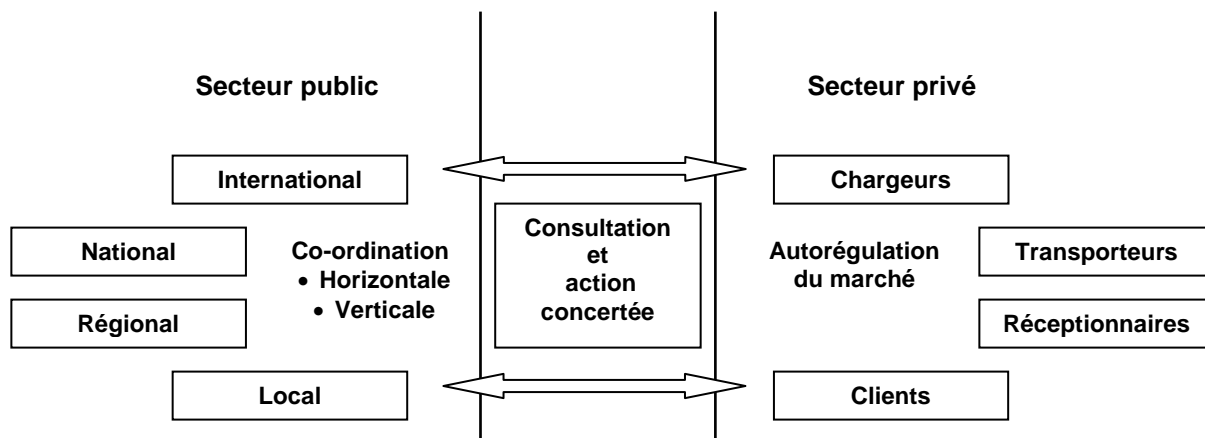 Secteur public
Secteur privé
International
Chargeurs
National
Co-ordination
• Horizontale
• Verticale
Consultation
et
action
concertée
Autorégulation
du marché
Transporteurs
Régional
Réceptionnaires
Local
Clients